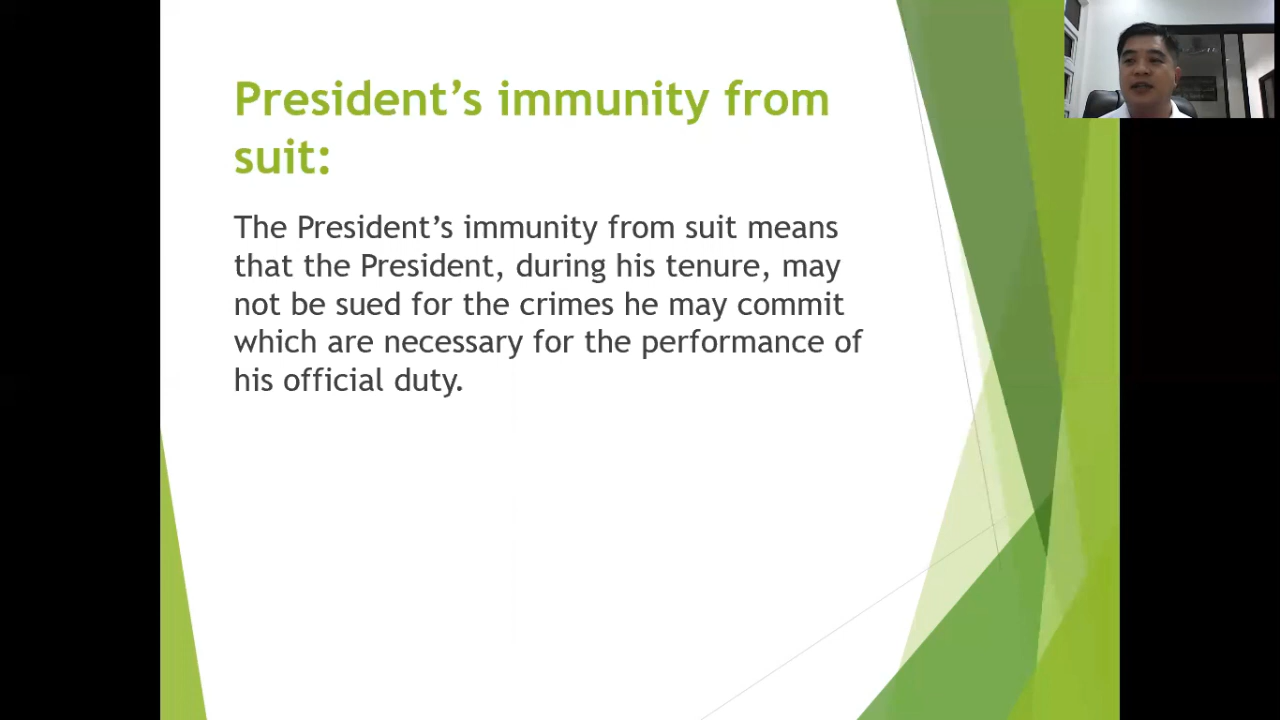 President’s immunity from
suit:
The President’s immunity from suit means
that the President, during his tenure, may
not be sued for the crimes he may commit
which are necessary for the performance of
his official duty.